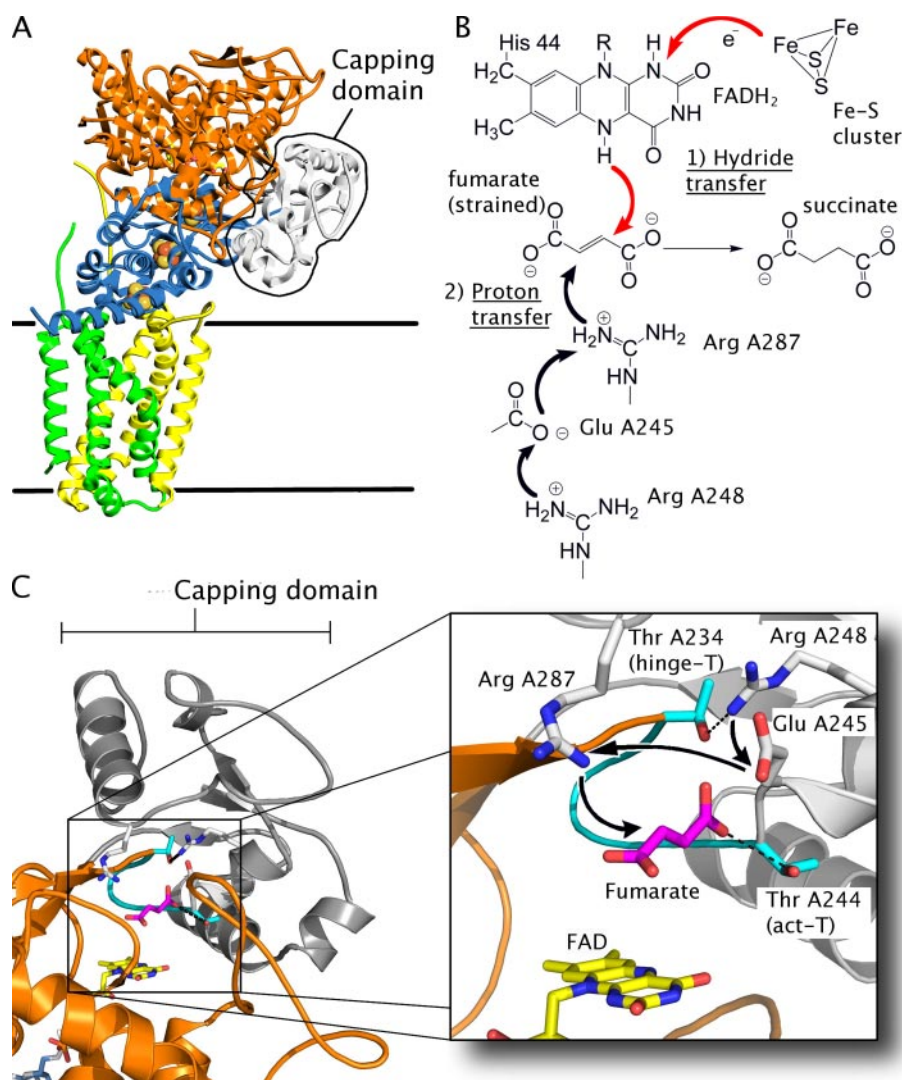 A
Capping
domain
B
His 44
R
H
N
O
CH2
N
NH
H3C
N
O
H
e−
Fe
Fe
S
S
FADH2
Fe–S
cluster
1) Hydride
transfer
fumarate
(strained)
O
C
O
⊖
O
C
O
⊖
succinate
O
C
O
⊖
O
C
O
⊖
2) Proton
transfer
⊕
H2N
NH2
C
HN
Arg A287
O
C
O
⊖
Glu A245
⊕
H2N
NH2
C
HN
Arg A248
C
Capping domain
Thr A234
(hinge-T)
Arg A248
Arg A287
Glu A245
Fumarate
Thr A244
(act-T)
FAD